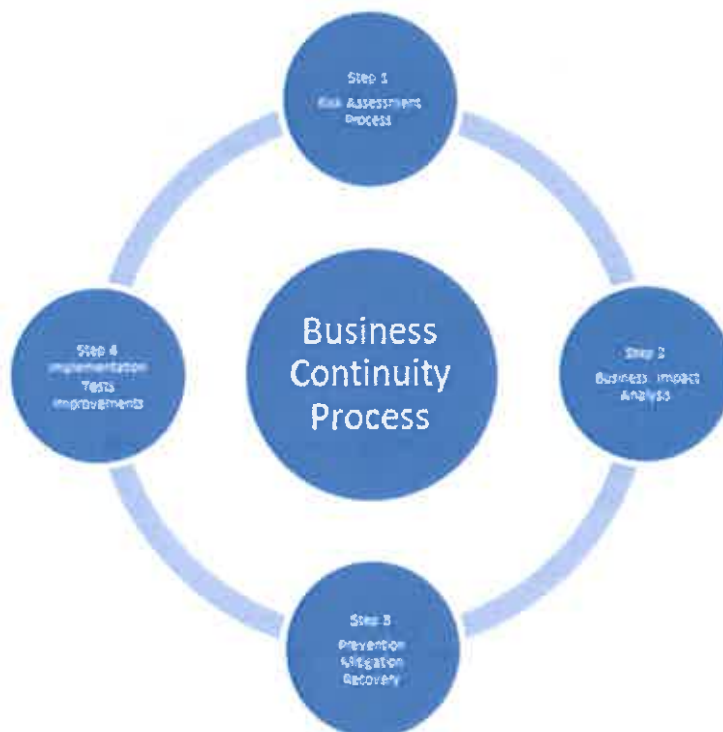 Step 1
Risk Assessment
Process
Business
Continuity
Process
Step 2
Business Impact
Analysis
Step 3
Prevention
Mitigation
Recovery
Step 4
Implementation
Tests
Improvements